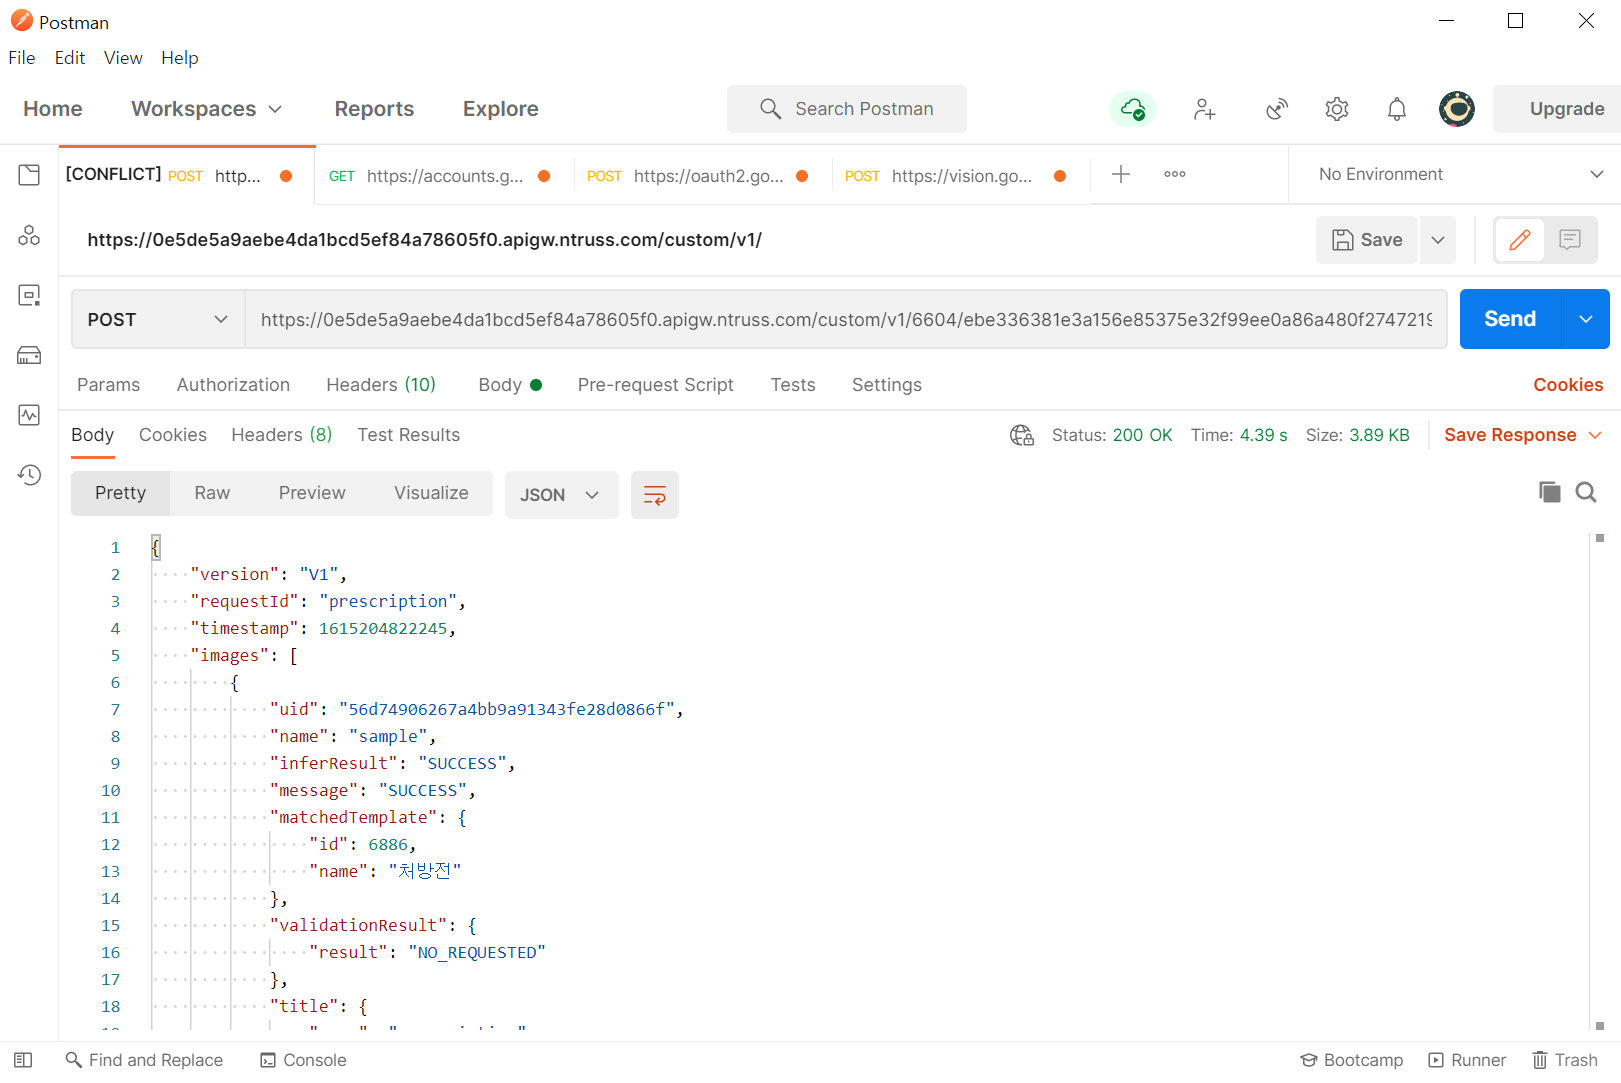 Postman
File Edit View Help
Home Workspaces Reports Explore Search Postman Upgrade
[CONFLICT] POST http... GET https://accounts.g... POST https://oauth2.go... POST https://vision.go... No Environment
https://0e5de5a9aebe4da1bcd5ef84a78605f0.apigw.ntruss.com/custom/v1/ Save
POST https://0e5de5a9aebe4da1bcd5ef84a78605f0.apigw.ntruss.com/custom/v1/6604/ebe336381e3a156e85375e32f99ee0a86a480f2747219 Send
Params Authorization Headers (10) Body Pre-request Script Tests Settings Cookies
Body Cookies Headers (8) Test Results Status: 200 OK Time: 4.39 s Size: 3.89 KB Save Response
Pretty Raw Preview Visualize JSON
1 {
2 "version": "V1",
3 "requestId": "prescription",
4 "timestamp": 1615204822245,
5 "images": [
6 {
7 "uid": "56d74906267a4bb9a91343fe28d0866f",
8 "name": "sample",
9 "inferResult": "SUCCESS",
10 "message": "SUCCESS",
11 "matchedTemplate": {
12 "id": 6886,
13 "name": "처방전"
14 },
15 "validationResult": {
16 "result": "NO_REQUESTED"
17 },
18 "title": {
Find and Replace Console Bootcamp Runner Trash